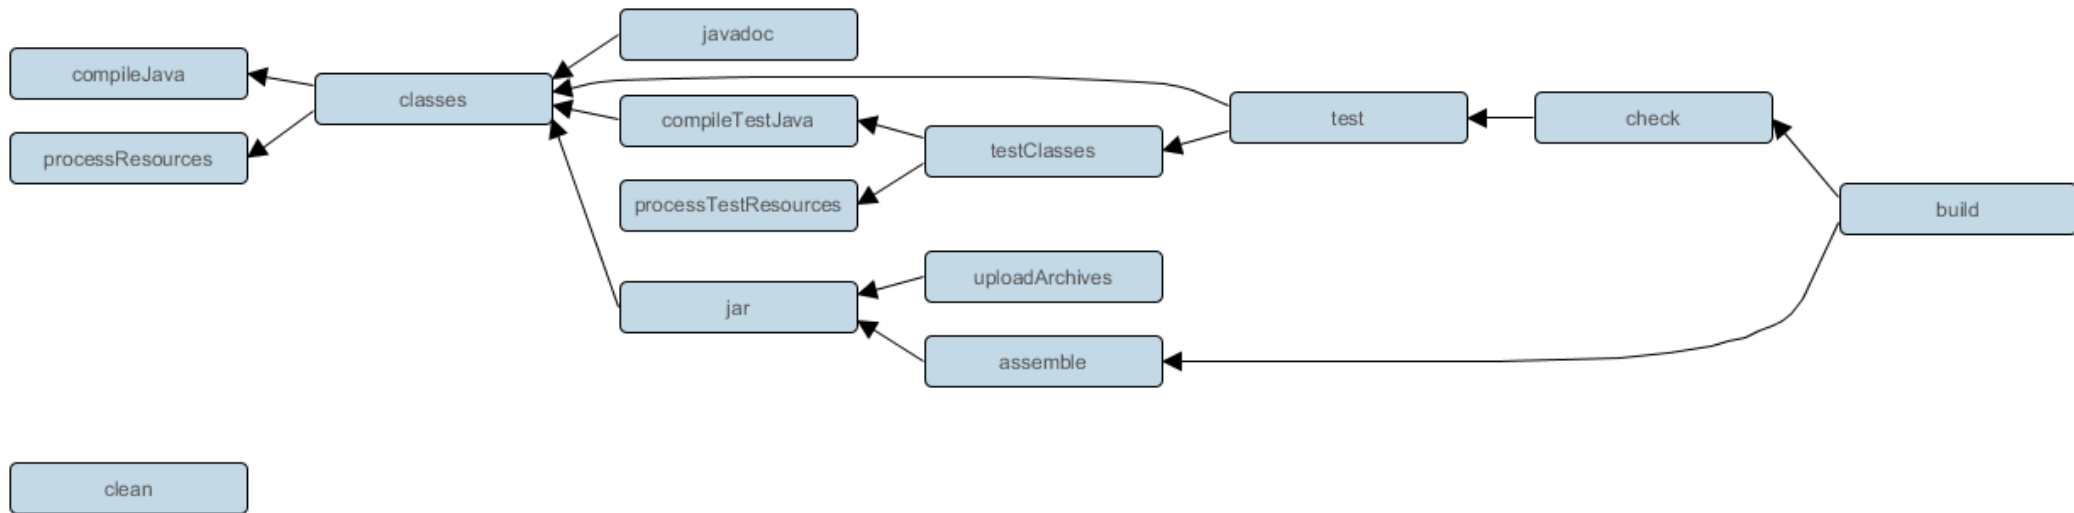 javadoc
compileJava
classes
compileTestJava
test
check
testClasses
processResources
processTestResources
build
uploadArchives
jar
assemble
clean